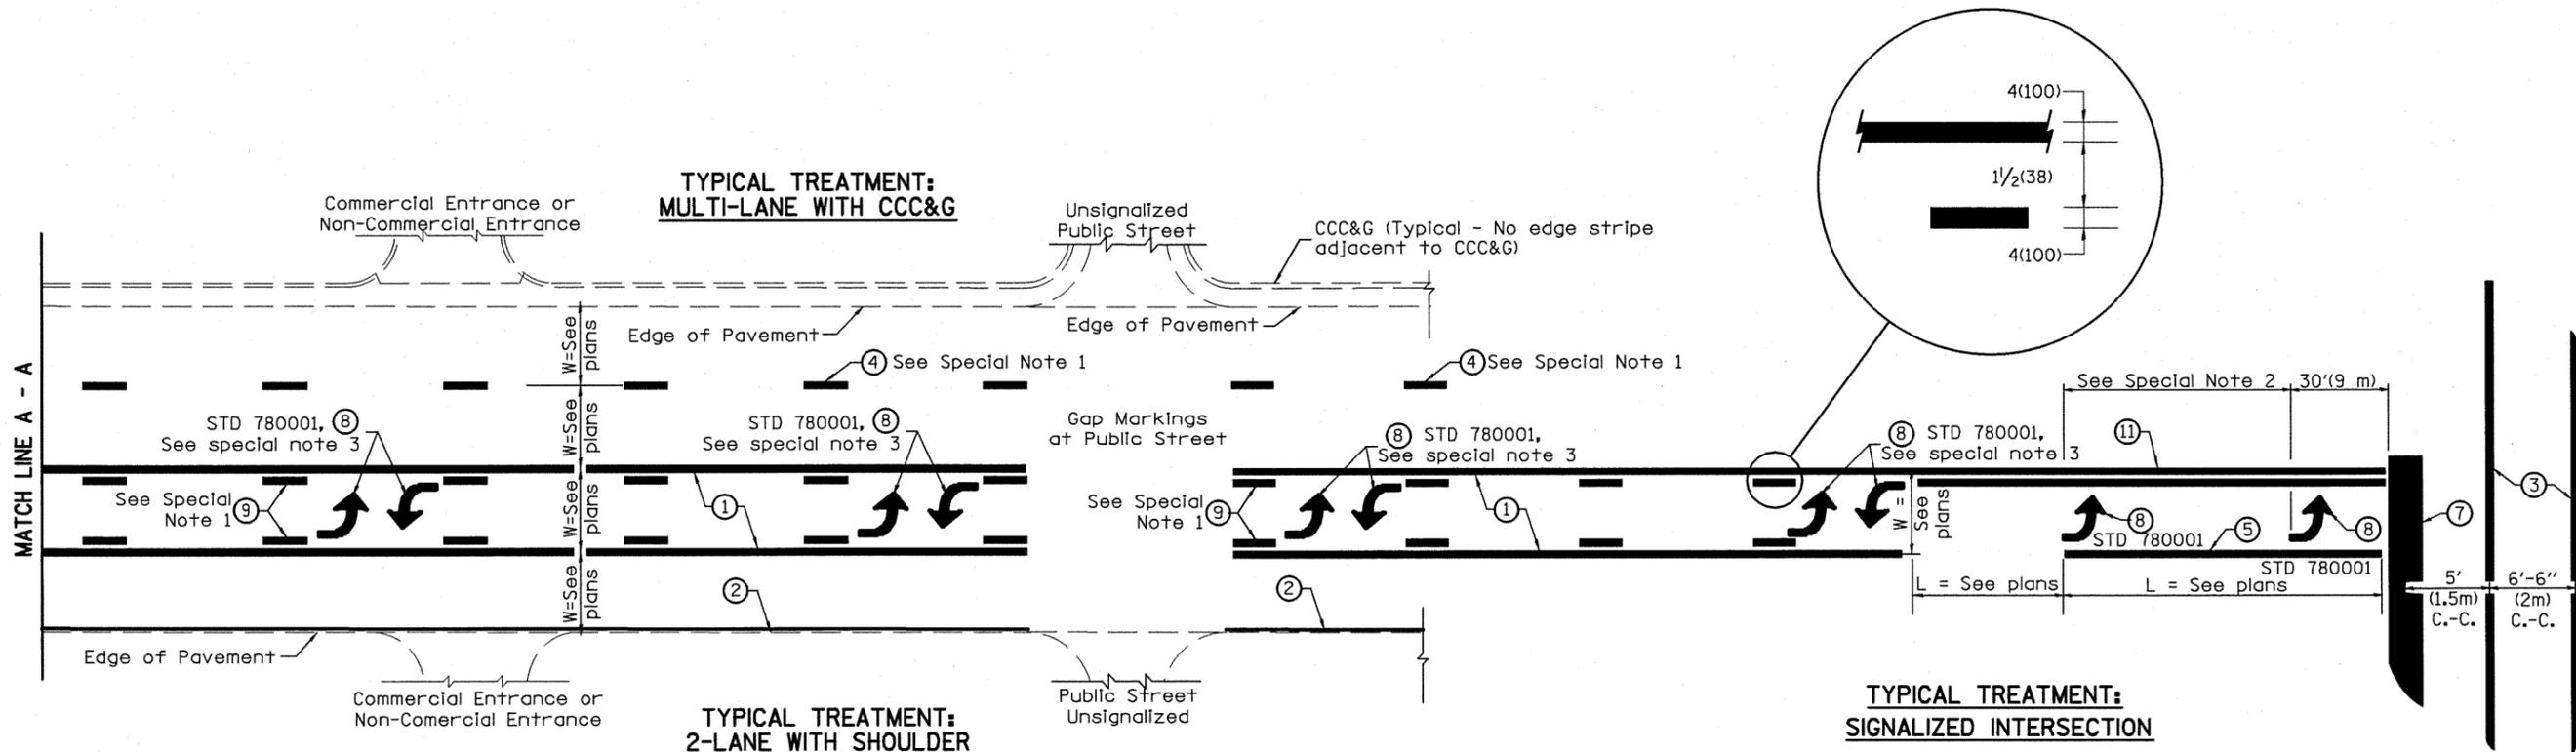 TYPICAL TREATMENT:
MULTI-LANE WITH CCC&G
Commercial Entrance or
Non-Commercial Entrance
Unsignalized
Public Street
CCC&G (Typical - No edge stripe
adjacent to CCC&G)
4(100)
1 1/2(38)
4(100)
MATCH LINE A - A
Edge of Pavement
Edge of Pavement
W=See
plans
4 See Special Note 1
4 See Special Note 1
See Special Note 2
30'(9 m)
STD 780001, 8
See special note 3
W=See
plans
STD 780001, 8
See special note 3
Gap Markings
at Public Street
8 STD 780001,
See special note 3
8 STD 780001,
See special note 3
11
See Special
Note 1
9
W=See
plans
1
See Special
Note 1
9
1
W =
See
plans
8
STD 780001
5
8
7
3
STD 780001
L = See plans
L = See plans
5'
(1.5m)
C.-C.
6'-6''
(2m)
C.-C.
W=See
plans
2
2
Edge of Pavement
Commercial Entrance or
Non-Comercial Entrance
Public Street
Unsignalized
TYPICAL TREATMENT:
2-LANE WITH SHOULDER
TYPICAL TREATMENT:
SIGNALIZED INTERSECTION